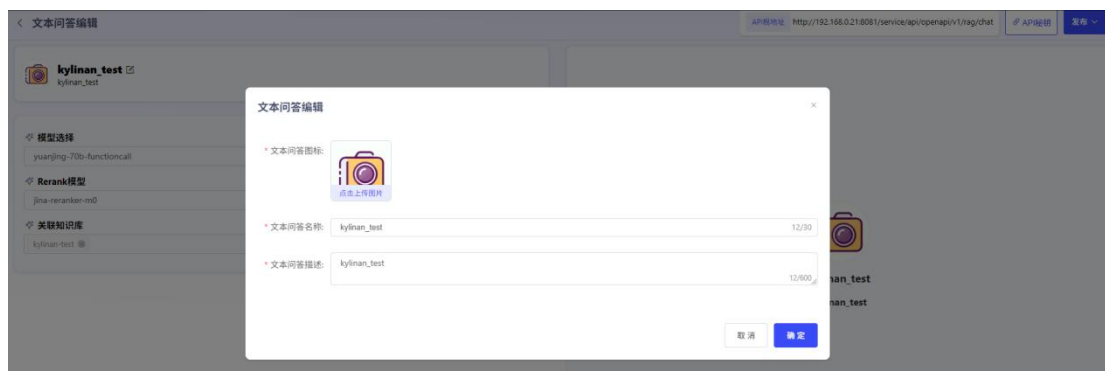 文本问答编辑
API根地址 http://192.168.0.21:8081/service/api/openapi/v1/rag/chat
API秘钥
发布
kylinan_test
kylinan_test
模型选择
yuanjing-70b-functioncall
Rerank模型
jina-reranker-m0
关联知识库
kylinan-test
文本问答编辑
* 文本问答图标:
点击上传图片
* 文本问答名称: kylinan_test 12/30
* 文本问答描述: kylinan_test
12/600
取消 确定
nan_test
nan_test